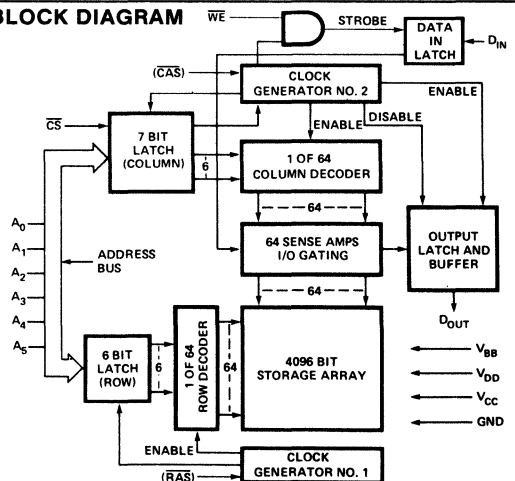 BLOCK DIAGRAM
WE
STROBE
DATA
IN
LATCH
DIN
(CAS)
CLOCK
GENERATOR NO. 2
ENABLE
CS
7 BIT
LATCH
(COLUMN)
6
ENABLE
DISABLE
1 OF 64
COLUMN DECODER
64
A0
A1
A2
A3
A4
A5
ADDRESS
BUS
64 SENSE AMPS
I/O GATING
64
OUTPUT
LATCH AND
BUFFER
DOUT
6 BIT
LATCH
(ROW)
6
1 OF 64
ROW DECODER
64
4096 BIT
STORAGE ARRAY
VBB
VDD
VCC
GND
ENABLE
CLOCK
GENERATOR NO. 1
(RAS)